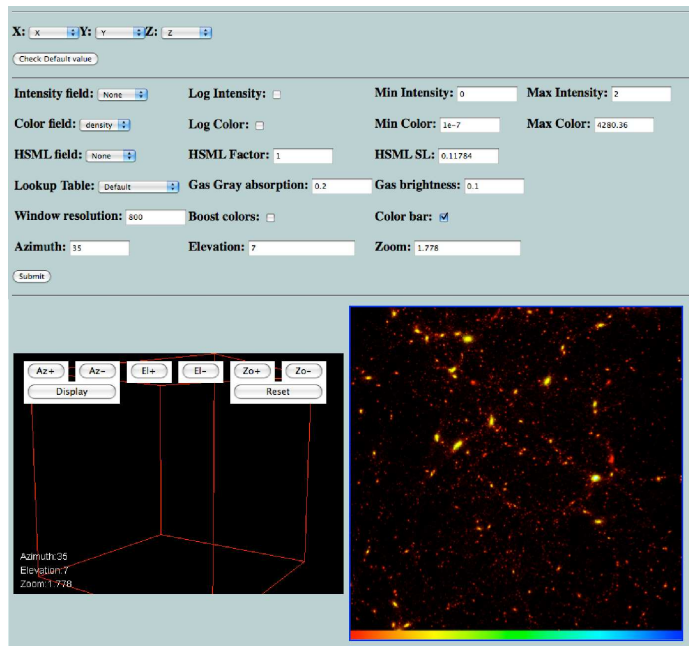 X: X Y: Y Z: Z
Check Default value
Intensity field: None Log Intensity: Min Intensity: 0 Max Intensity: 2
Color field: density Log Color: Min Color: 1e-7 Max Color: 4280.36
HSML field: None HSML Factor: 1 HSML SL: 0.11784
Lookup Table: Default Gas Gray absorption: 0.2 Gas brightness: 0.1
Window resolution: 800 Boost colors: Color bar:
Azimuth: 35 Elevation: 7 Zoom: 1.778
Submit
Az+ Az- El+ El- Zo+ Zo-
Display Reset
Azimuth:35
Elevation:7
Zoom:1.778